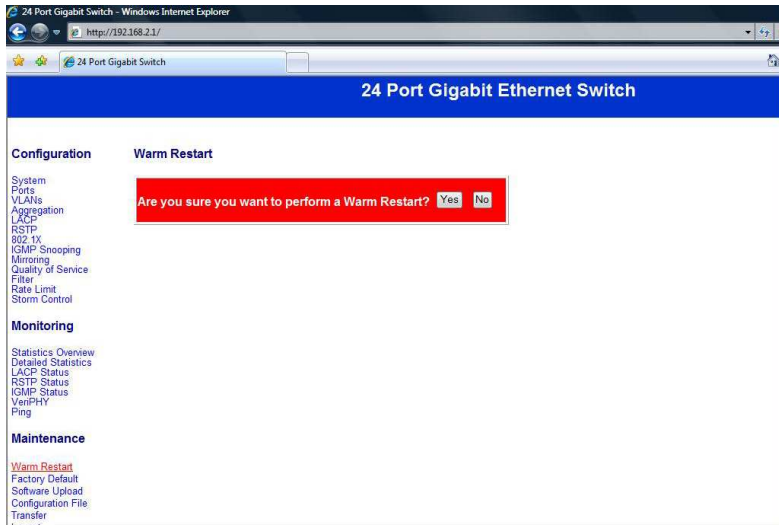 24 Port Gigabit Switch - Windows Internet Explorer
http://192.168.2.1/
24 Port Gigabit Switch
24 Port Gigabit Ethernet Switch
Configuration
System
Ports
VLANs
Aggregation
LACP
RSTP
802.1X
IGMP Snooping
Mirroring
Quality of Service
Filter
Rate Limit
Storm Control
Monitoring
Statistics Overview
Detailed Statistics
LACP Status
RSTP Status
IGMP Status
VeriPHY
Ping
Maintenance
Warm Restart
Factory Default
Software Upload
Configuration File
Transfer
Warm Restart
Are you sure you want to perform a Warm Restart? Yes No